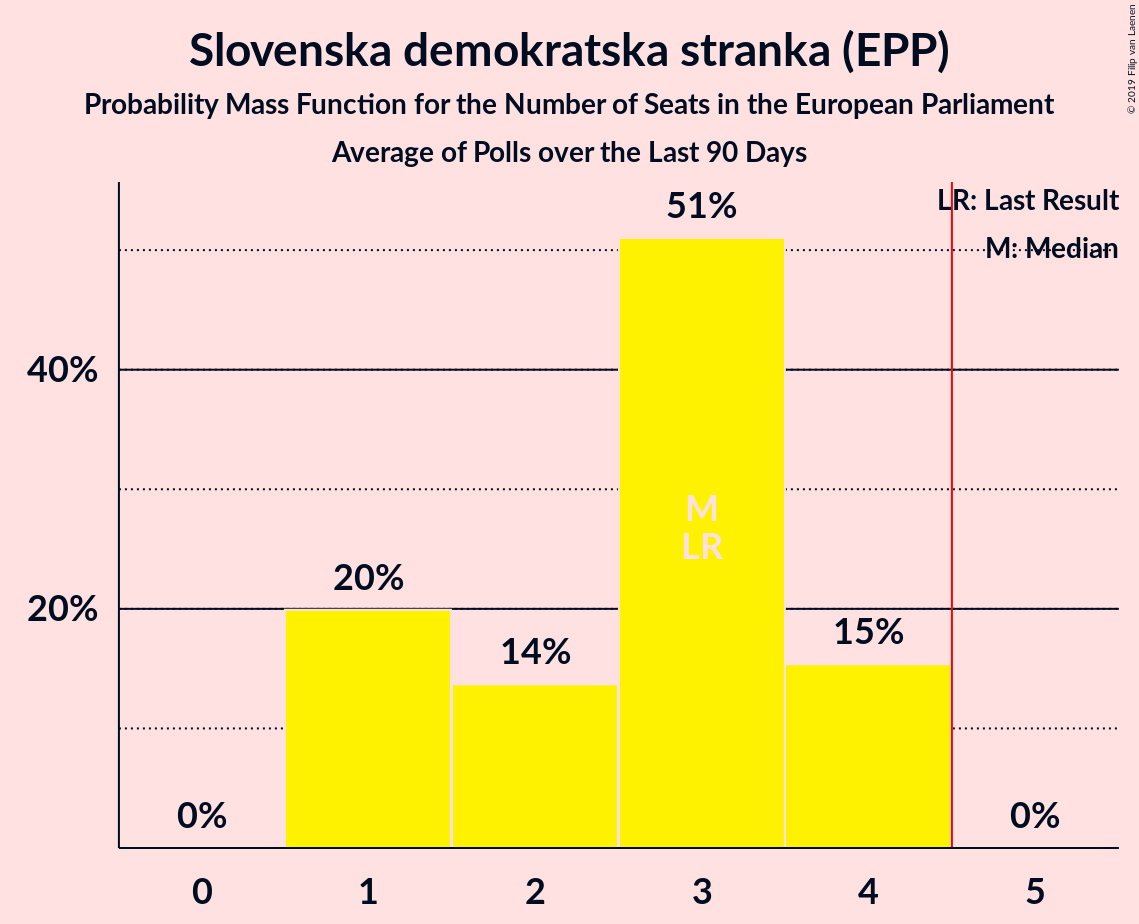 Slovenska demokratska stranka (EPP)
Probability Mass Function for the Number of Seats in the European Parliament
Average of Polls over the Last 90 Days
© 2019 Filip van Laenen
LR: Last Result
M: Median
51%
40%
M
LR
20%
20%
15%
14%
0%
0%
0 1 2 3 4 5